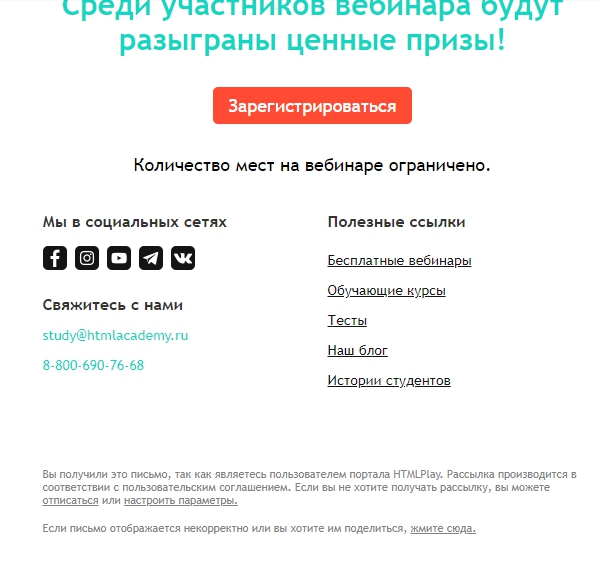 Среди участников вебинара будут
разыграны ценные призы!
Зарегистрироваться
Количество мест на вебинаре ограничено.
Мы в социальных сетях
Свяжитесь с нами
study@htmlacademy.ru
8-800-690-76-68
Полезные ссылки
Бесплатные вебинары
Обучающие курсы
Тесты
Наш блог
Истории студентов
Вы получили это письмо, так как являетесь пользователем портала HTMLPlay. Рассылка производится в
соответствии с пользовательским соглашением. Если вы не хотите получать рассылку, вы можете
отписаться или настроить параметры.
Если письмо отображается некорректно или вы хотите им поделиться, жмите сюда.